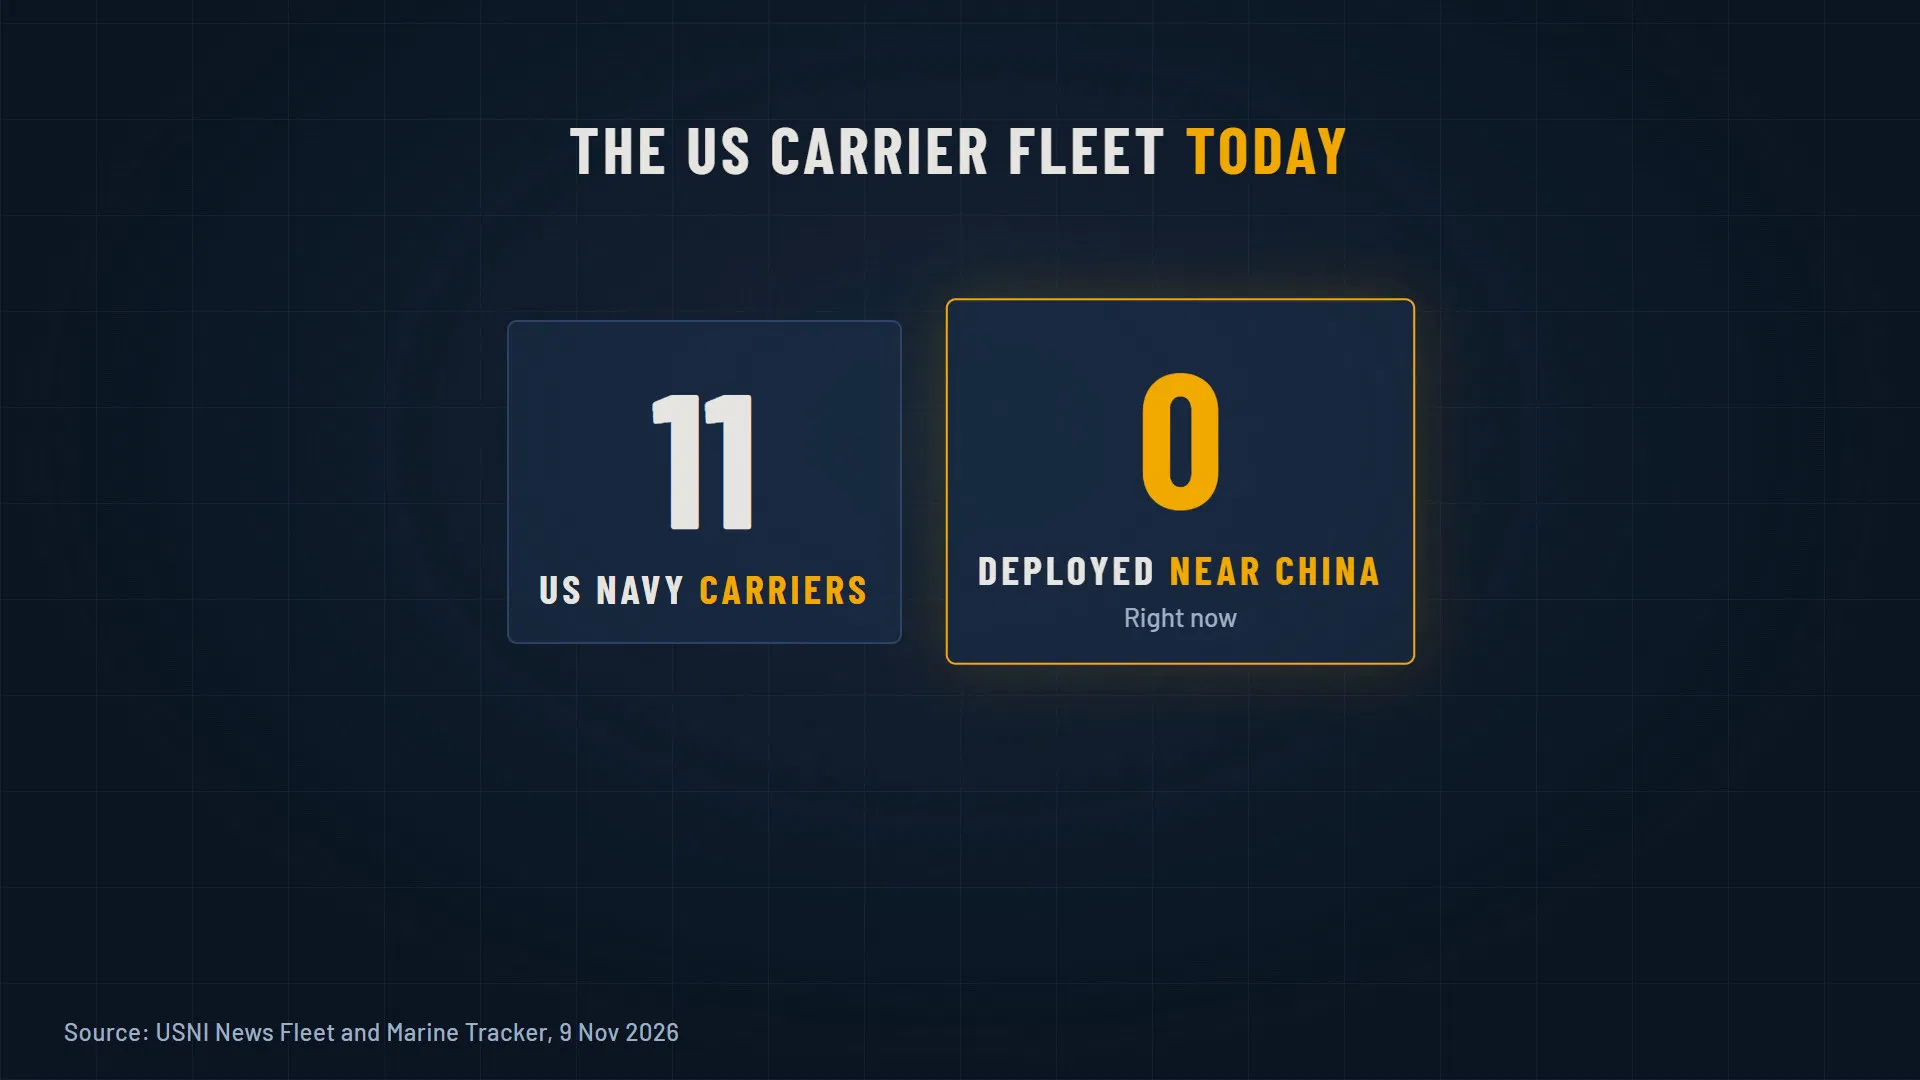 THE US CARRIER FLEET TODAY
11
US NAVY CARRIERS
0
DEPLOYED NEAR CHINA
Right now
Source: USNI News Fleet and Marine Tracker, 9 Nov 2026